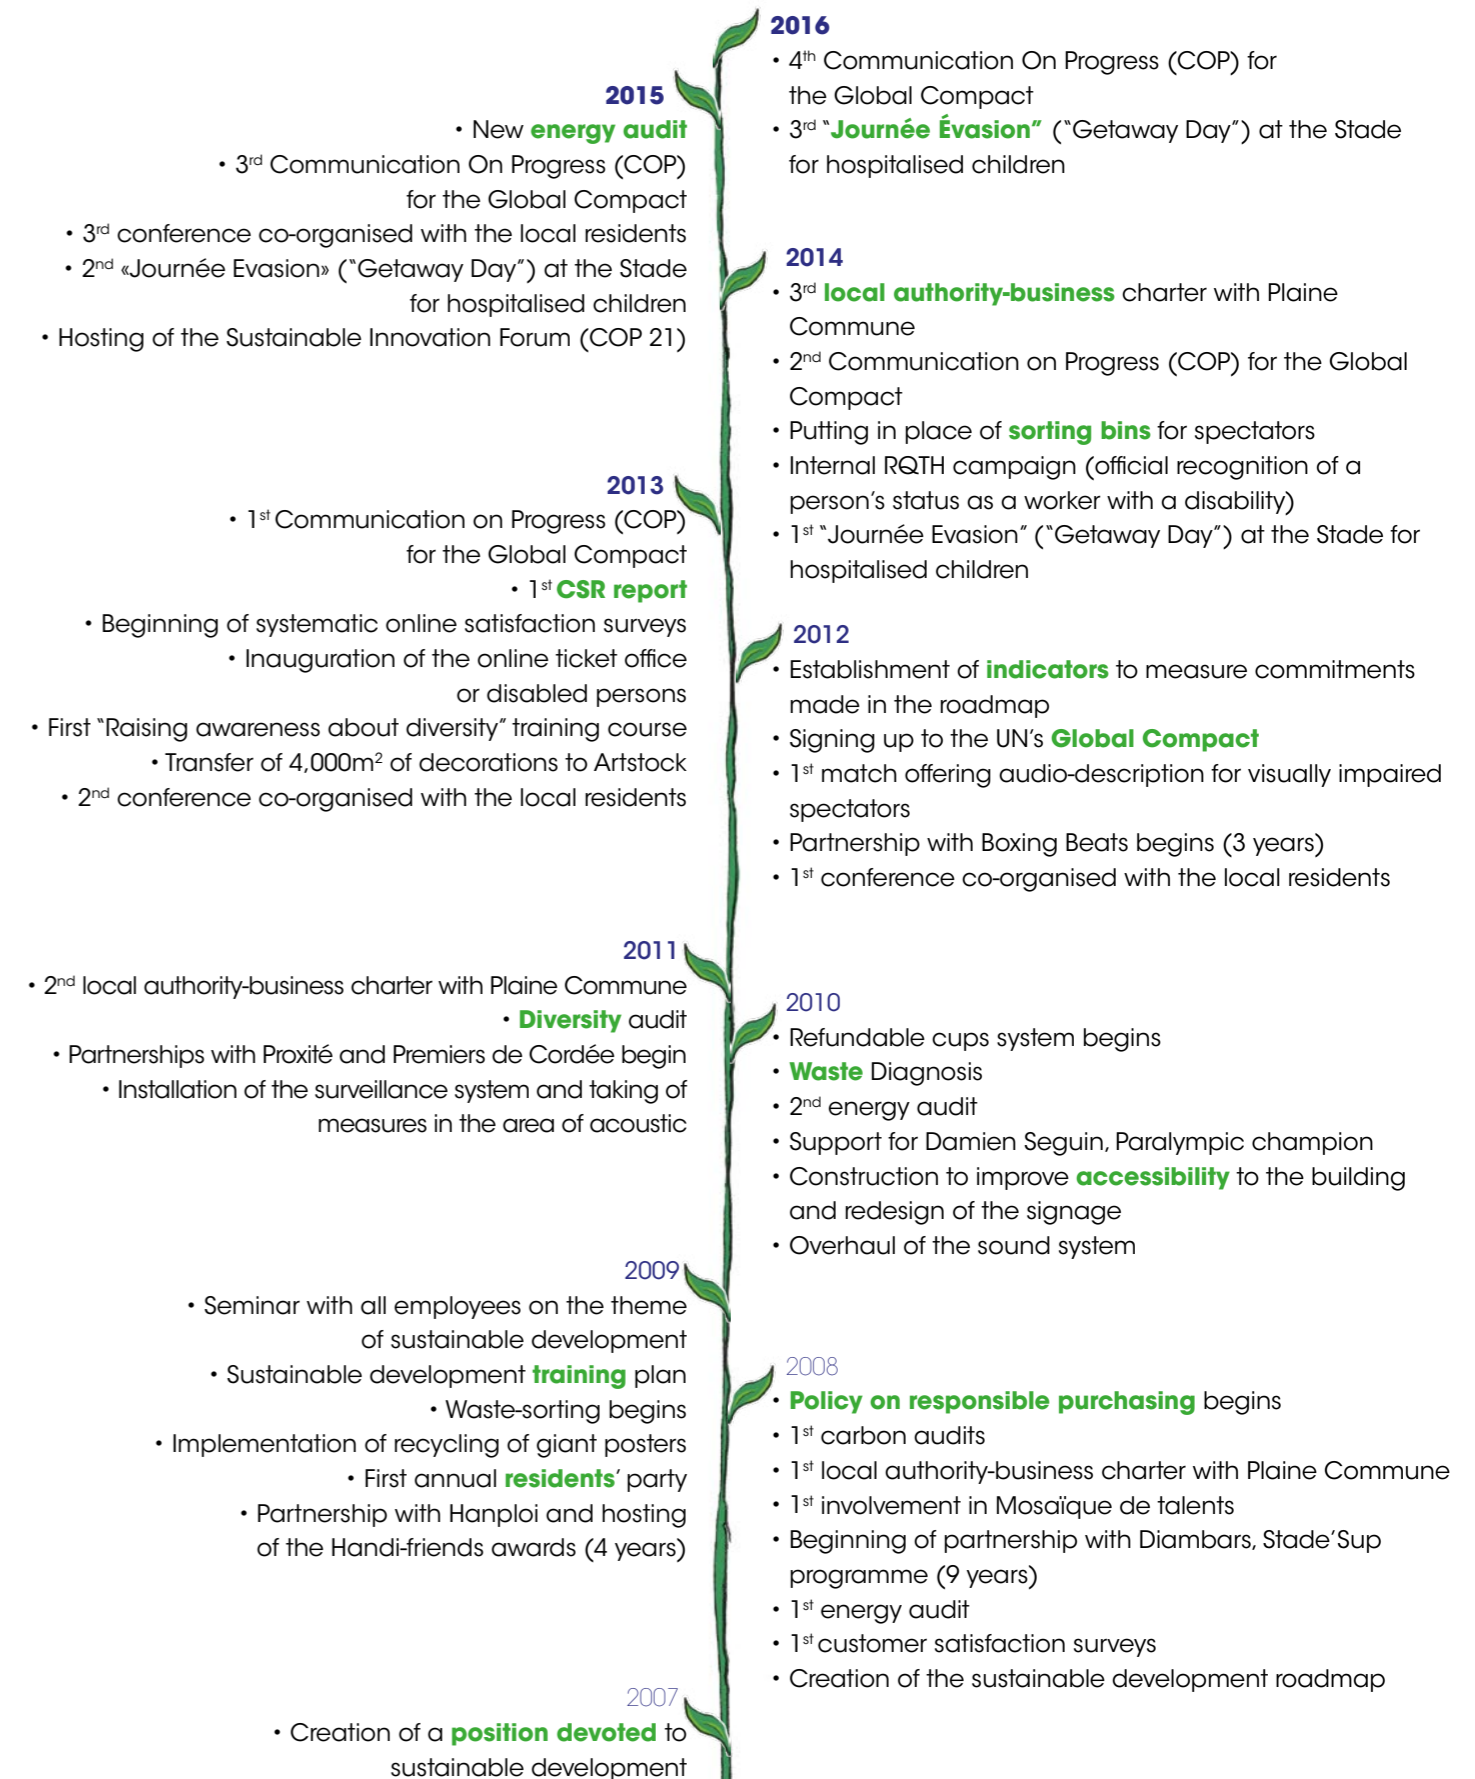 2016
• 4th Communication On Progress (COP) for
the Global Compact
• 3rd "Journée Évasion" ("Getaway Day") at the Stade
for hospitalised children
2015
• New energy audit
• 3rd Communication On Progress (COP)
for the Global Compact
• 3rd conference co-organised with the local residents
• 2nd «Journée Evasion» ("Getaway Day") at the Stade
for hospitalised children
• Hosting of the Sustainable Innovation Forum (COP 21)
2014
• 3rd local authority-business charter with Plaine
Commune
• 2nd Communication on Progress (COP) for the Global
Compact
• Putting in place of sorting bins for spectators
• Internal RQTH campaign (official recognition of a
person's status as a worker with a disability)
• 1st "Journée Evasion" ("Getaway Day") at the Stade for
hospitalised children
2013
• 1st Communication on Progress (COP)
for the Global Compact
• 1st CSR report
• Beginning of systematic online satisfaction surveys
• Inauguration of the online ticket office
or disabled persons
• First "Raising awareness about diversity" training course
• Transfer of 4,000m² of decorations to Artstock
• 2nd conference co-organised with the local residents
2012
• Establishment of indicators to measure commitments
made in the roadmap
• Signing up to the UN's Global Compact
• 1st match offering audio-description for visually impaired
spectators
• Partnership with Boxing Beats begins (3 years)
• 1st conference co-organised with the local residents
2011
• 2nd local authority-business charter with Plaine Commune
• Diversity audit
• Partnerships with Proxité and Premiers de Cordée begin
• Installation of the surveillance system and taking of
measures in the area of acoustic
2010
• Refundable cups system begins
• Waste Diagnosis
• 2nd energy audit
• Support for Damien Seguin, Paralympic champion
• Construction to improve accessibility to the building
and redesign of the signage
• Overhaul of the sound system
2009
• Seminar with all employees on the theme
of sustainable development
• Sustainable development training plan
• Waste-sorting begins
• Implementation of recycling of giant posters
• First annual residents' party
• Partnership with Hanploi and hosting
of the Handi-friends awards (4 years)
2008
• Policy on responsible purchasing begins
• 1st carbon audits
• 1st local authority-business charter with Plaine Commune
• 1st involvement in Mosaïque de talents
• Beginning of partnership with Diambars, Stade'Sup
programme (9 years)
• 1st energy audit
• 1st customer satisfaction surveys
• Creation of the sustainable development roadmap
2007
• Creation of a position devoted to
sustainable development